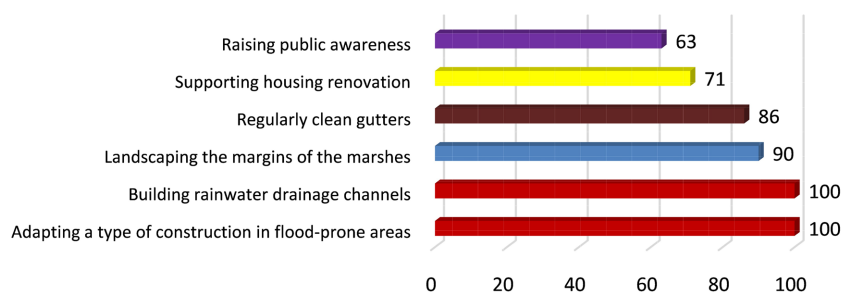 Raising public awareness 63
Supporting housing renovation 71
Regularly clean gutters 86
Landscaping the margins of the marshes 90
Building rainwater drainage channels 100
Adapting a type of construction in flood-prone areas 100
0 20 40 60 80 100